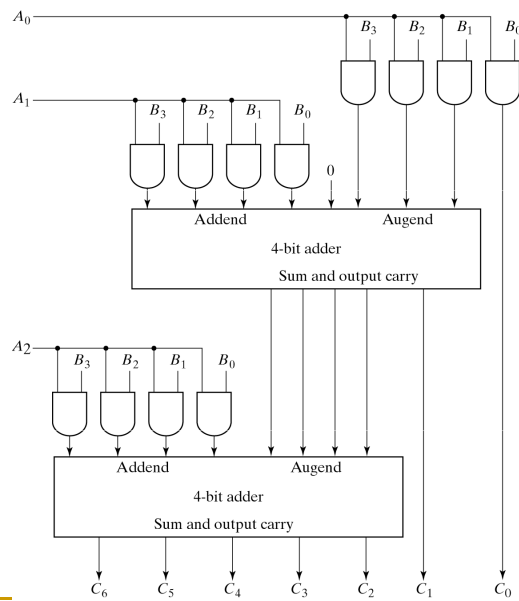 A0
B3 B2 B1 B0
A1
B3 B2 B1 B0
0
Addend Augend
4-bit adder
Sum and output carry
A2
B3 B2 B1 B0
Addend Augend
4-bit adder
Sum and output carry
C6 C5 C4 C3 C2 C1 C0